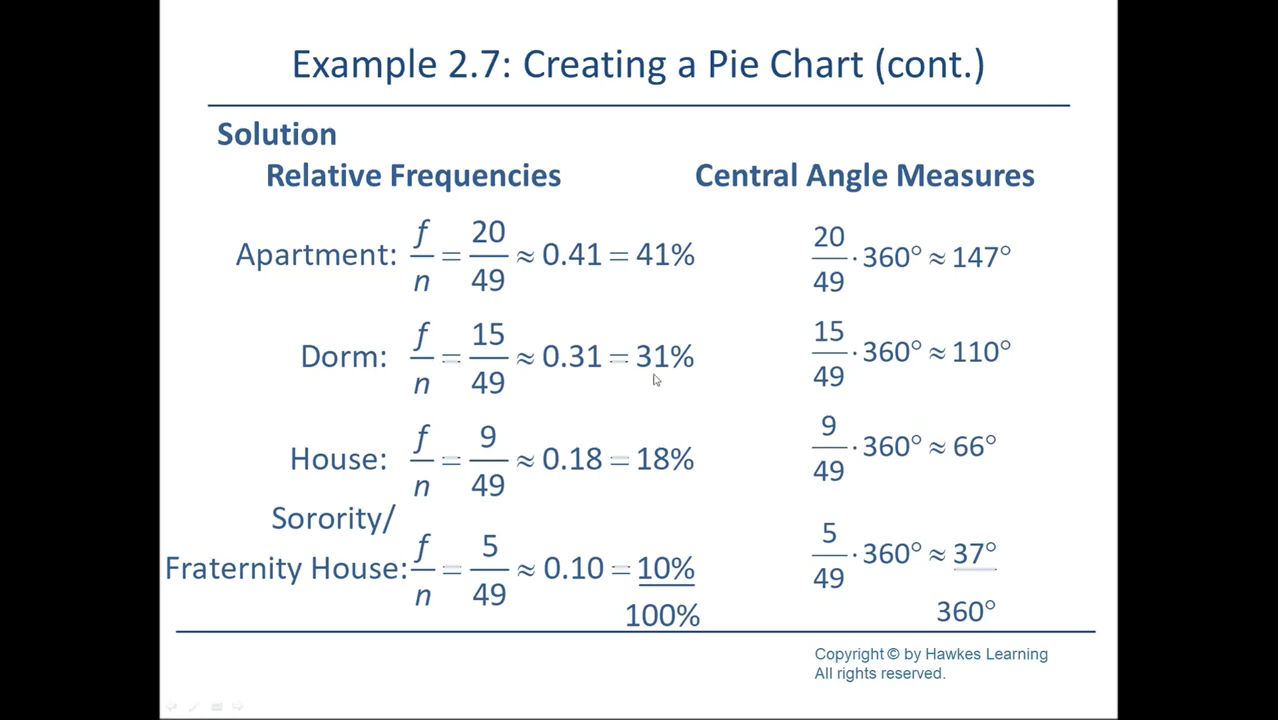 Example 2.7: Creating a Pie Chart (cont.)
Solution
Relative Frequencies Central Angle Measures
Apartment: f/n = 20/49 ≈ 0.41 = 41% 20/49 · 360° ≈ 147°
Dorm: f/n = 15/49 ≈ 0.31 = 31% 15/49 · 360° ≈ 110°
House: f/n = 9/49 ≈ 0.18 = 18% 9/49 · 360° ≈ 66°
Sorority/
Fraternity House: f/n = 5/49 ≈ 0.10 = 10% 5/49 · 360° ≈ 37°
100% 360°
Copyright © by Hawkes Learning
All rights reserved.